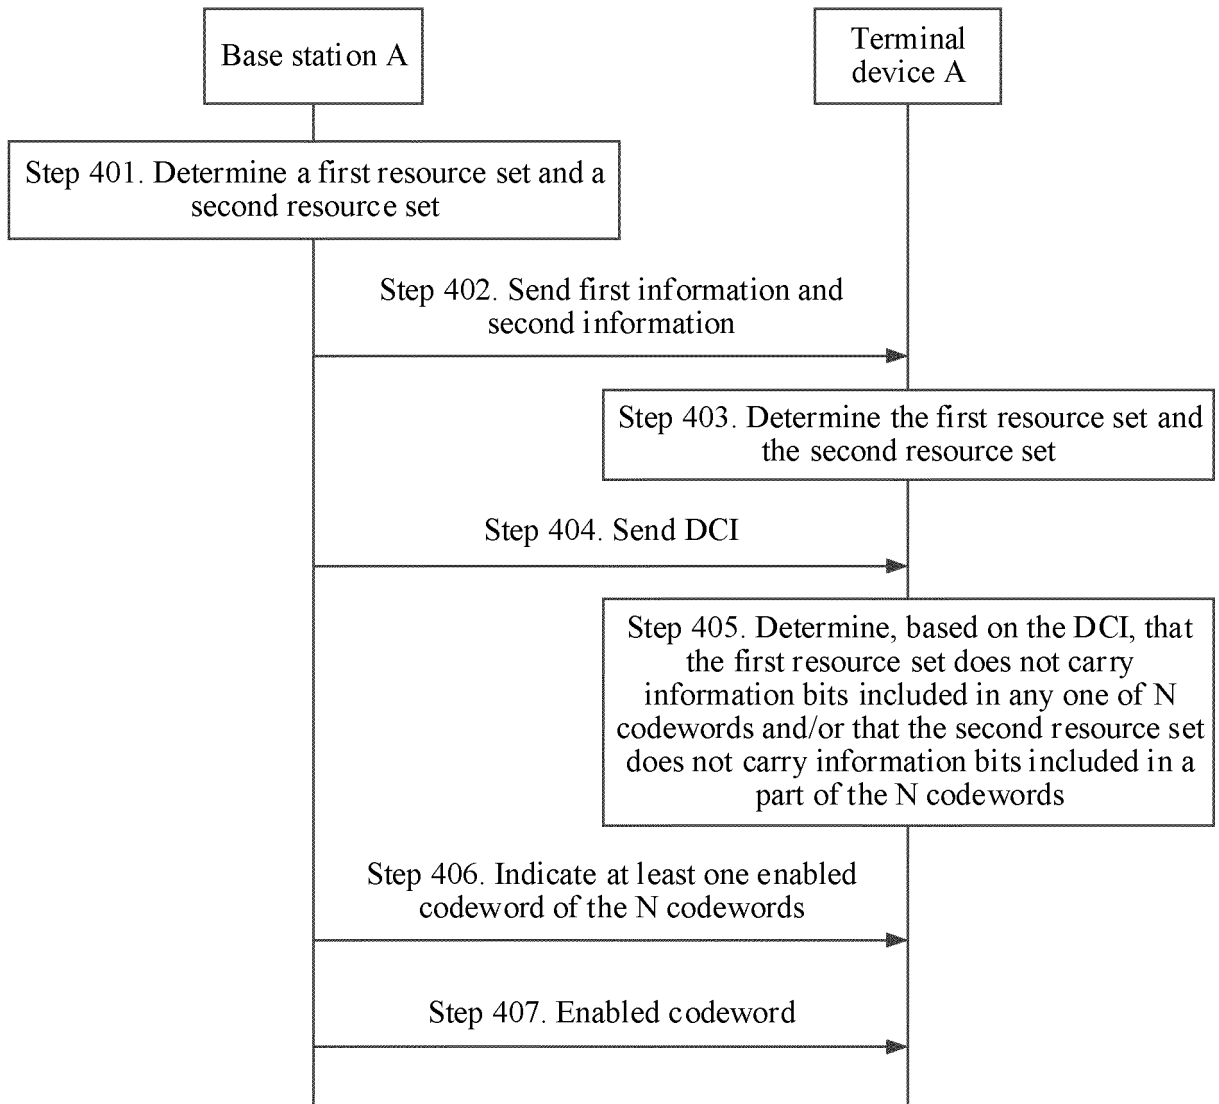 Base station A
Terminal
device A
Step 401. Determine a first resource set and a
second resource set
Step 402. Send first information and
second information
Step 403. Determine the first resource set and
the second resource set
Step 404. Send DCI
Step 405. Determine, based on the DCI, that
the first resource set does not carry
information bits included in any one of N
codewords and/or that the second resource set
does not carry information bits included in a
part of the N codewords
Step 406. Indicate at least one enabled
codeword of the N codewords
Step 407. Enabled codeword